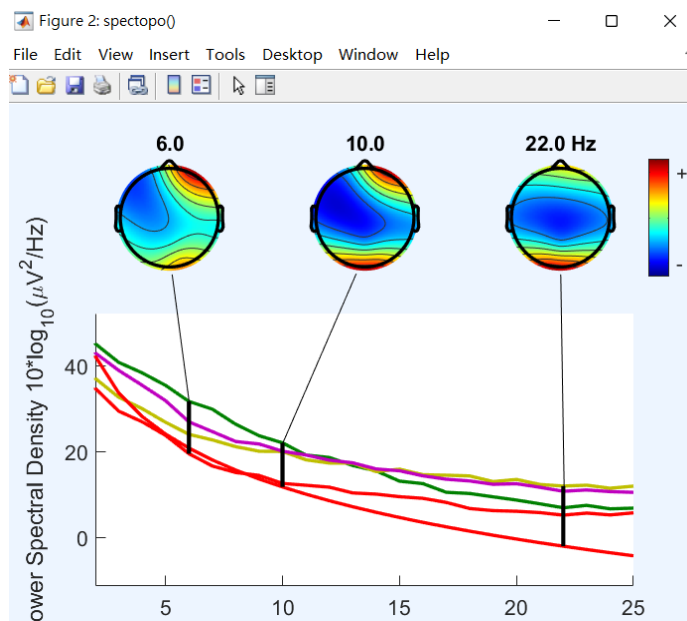 Figure 2: spectopo()
File Edit View Insert Tools Desktop Window Help
6.0 10.0 22.0 Hz
+
-
ower Spectral Density 10*log10(μV2/Hz)
40
20
0
5 10 15 20 25